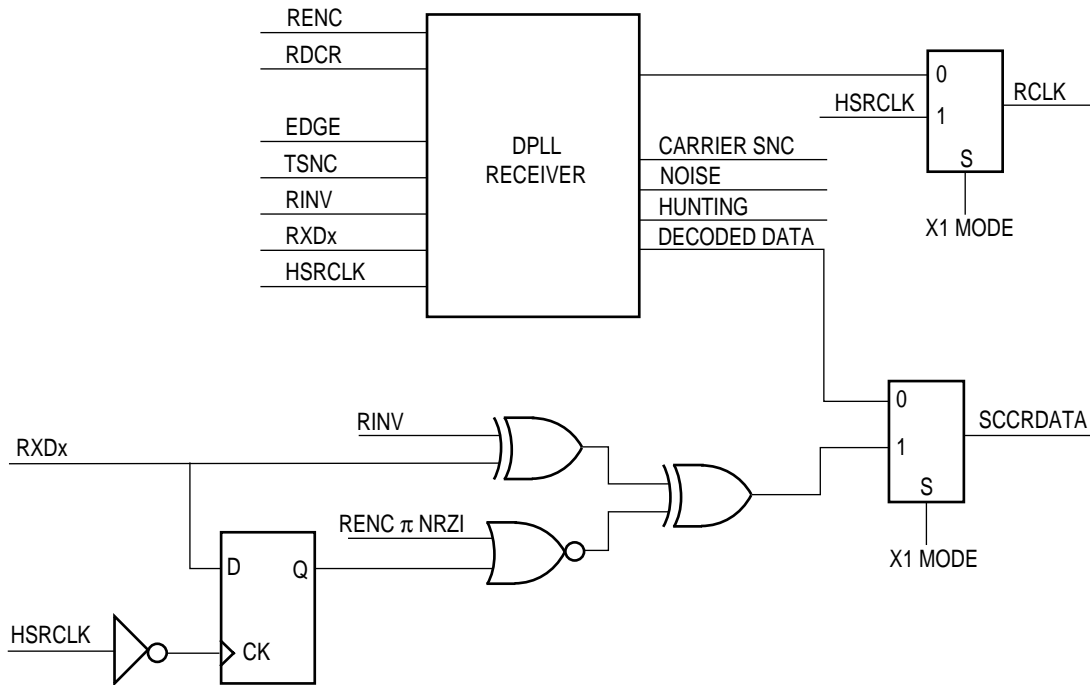 RENC
RDCR
EDGE
TSNC
RINV
RXDx
HSRCLK
DPLL
RECEIVER
CARRIER SNC
NOISE
HUNTING
DECODED DATA
HSRCLK
0
1
S
RCLK
X1 MODE
RXDx
RINV
RENC π NRZI
D
Q
CK
HSRCLK
0
1
S
SCCRDATA
X1 MODE